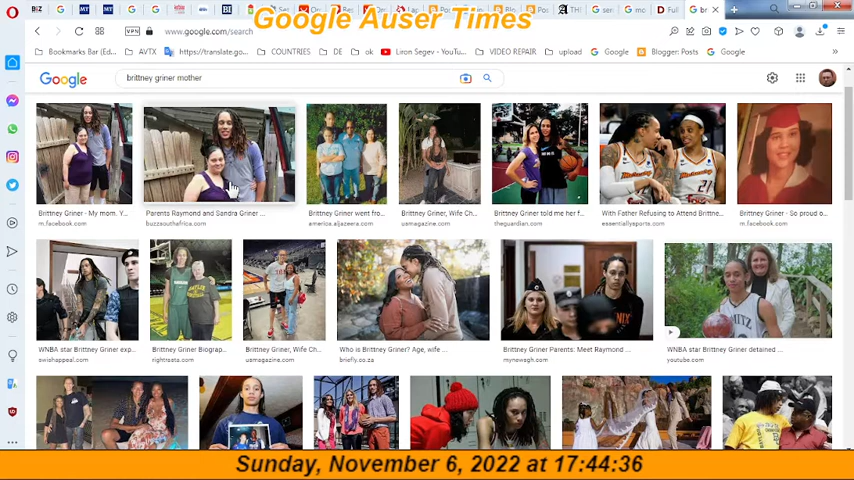 Google Auser Times
VPN www.google.com/search
Bookmarks Bar (Ed... AVTX https://translate.go... COUNTRIES DE ok Liron Segev - YouTu... VIDEO REPAIR upload Google Blogger: Posts Google
Google brittney griner mother
Brittney Griner - My mom. Y...
m.facebook.com
Parents Raymond and Sandra Griner ...
buzzsouthafrica.com
Brittney Griner went fro...
america.aljazeera.com
Brittney Griner, Wife Ch...
usmagazine.com
Brittney Griner told me her f...
theguardian.com
With Father Refusing to Attend Brittne...
essentiallysports.com
Brittney Griner - So proud o...
m.facebook.com
WNBA star Brittney Griner exp...
swishappeal.com
Brittney Griner Biograp...
rightrasta.com
Brittney Griner, Wife Ch...
usmagazine.com
Who is Brittney Griner? Age, wife ...
briefly.co.za
Brittney Griner Parents: Meet Raymond ...
mynewsgh.com
WNBA star Brittney Griner detained ...
youtube.com
Sunday, November 6, 2022 at 17:44:36